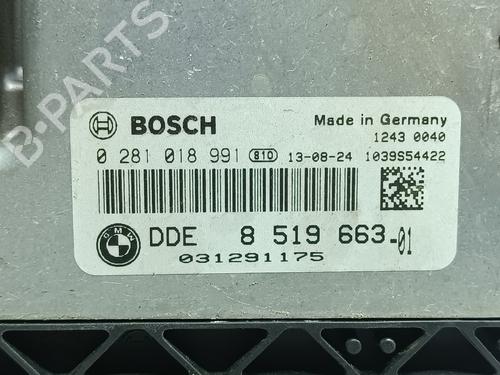 B-PARTS
BOSCH
Made in Germany
1243 0040
0 281 018 991 810 13-08-24 1039S54422
BMW
DDE 8 519 663-01
031291175